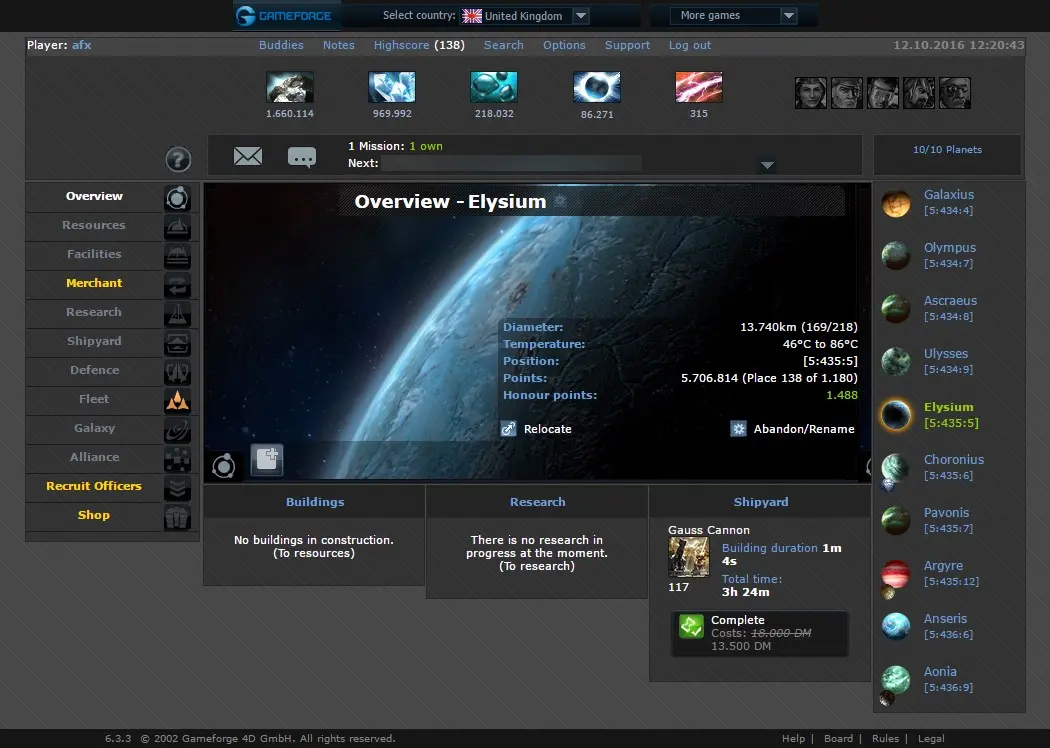 GAMEFORGE
Select country:
United Kingdom
More games
Player: afx
Buddies
Notes
Highscore (138)
Search
Options
Support
Log out
12.10.2016 12:20:43
1.660.114
969.992
218.032
86.271
315
?
1 Mission: 1 own
Next:
10/10 Planets
Overview
Resources
Facilities
Merchant
Research
Shipyard
Defence
Fleet
Galaxy
Alliance
Recruit Officers
Shop
Overview - Elysium
Diameter: 13.740km (169/218)
Temperature: 46°C to 86°C
Position: [5:435:5]
Points: 5.706.814 (Place 138 of 1.180)
Honour points: 1.488
Relocate
Abandon/Rename
Buildings
No buildings in construction.
(To resources)
Research
There is no research in
progress at the moment.
(To research)
Shipyard
Gauss Cannon
117
Building duration 1m
4s
Total time:
3h 24m
Complete
Costs: 18.000 DM
13.500 DM
Galaxius
[5:434:4]
Olympus
[5:434:7]
Ascraeus
[5:434:8]
Ulysses
[5:434:9]
Elysium
[5:435:5]
Choronius
[5:435:6]
Pavonis
[5:435:7]
Argyre
[5:435:12]
Anseris
[5:436:6]
Aonia
[5:436:9]
6.3.3 © 2002 Gameforge 4D GmbH. All rights reserved.
Help | Board | Rules | Legal